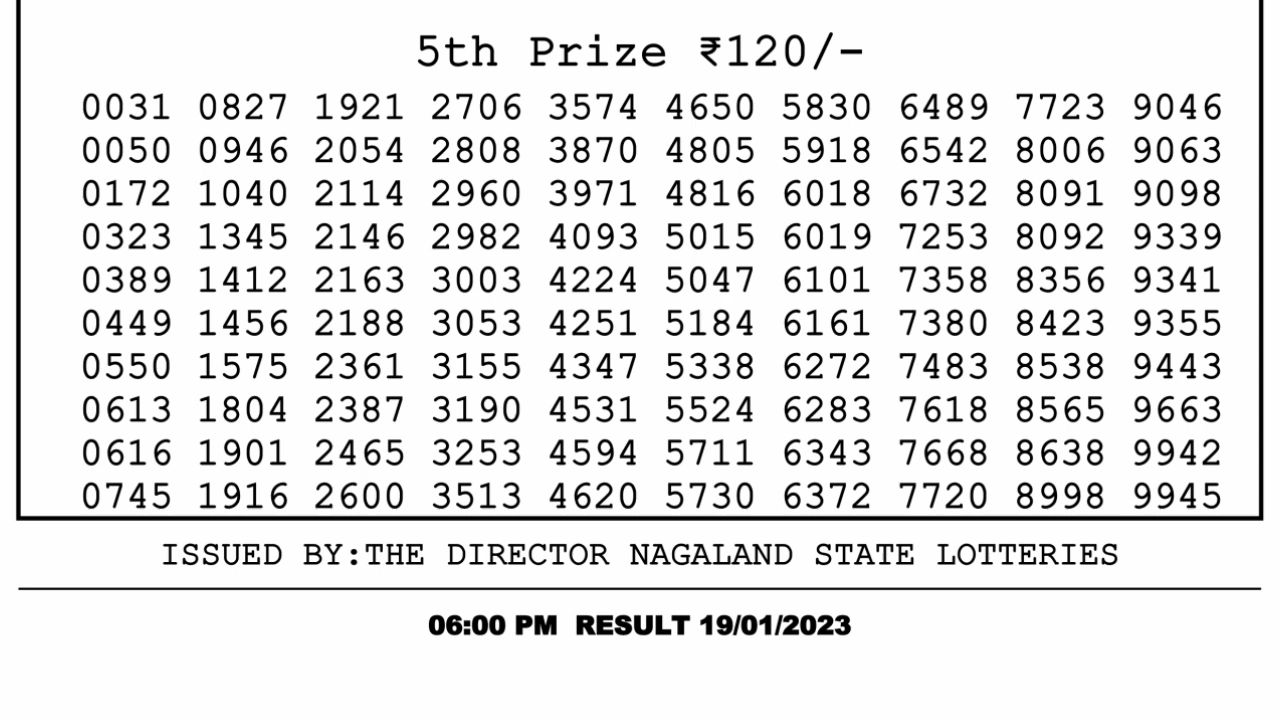 5th Prize ₹120/-
0031 0827 1921 2706 3574 4650 5830 6489 7723 9046
0050 0946 2054 2808 3870 4805 5918 6542 8006 9063
0172 1040 2114 2960 3971 4816 6018 6732 8091 9098
0323 1345 2146 2982 4093 5015 6019 7253 8092 9339
0389 1412 2163 3003 4224 5047 6101 7358 8356 9341
0449 1456 2188 3053 4251 5184 6161 7380 8423 9355
0550 1575 2361 3155 4347 5338 6272 7483 8538 9443
0613 1804 2387 3190 4531 5524 6283 7618 8565 9663
0616 1901 2465 3253 4594 5711 6343 7668 8638 9942
0745 1916 2600 3513 4620 5730 6372 7720 8998 9945
ISSUED BY:THE DIRECTOR NAGALAND STATE LOTTERIES
06:00 PM RESULT 19/01/2023